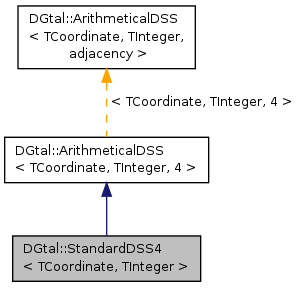 DGtal::ArithmeticalDSS
< TCoordinate, TInteger,
adjacency >
< TCoordinate, TInteger, 4 >
DGtal::ArithmeticalDSS
< TCoordinate, TInteger, 4 >
DGtal::StandardDSS4
< TCoordinate, TInteger >